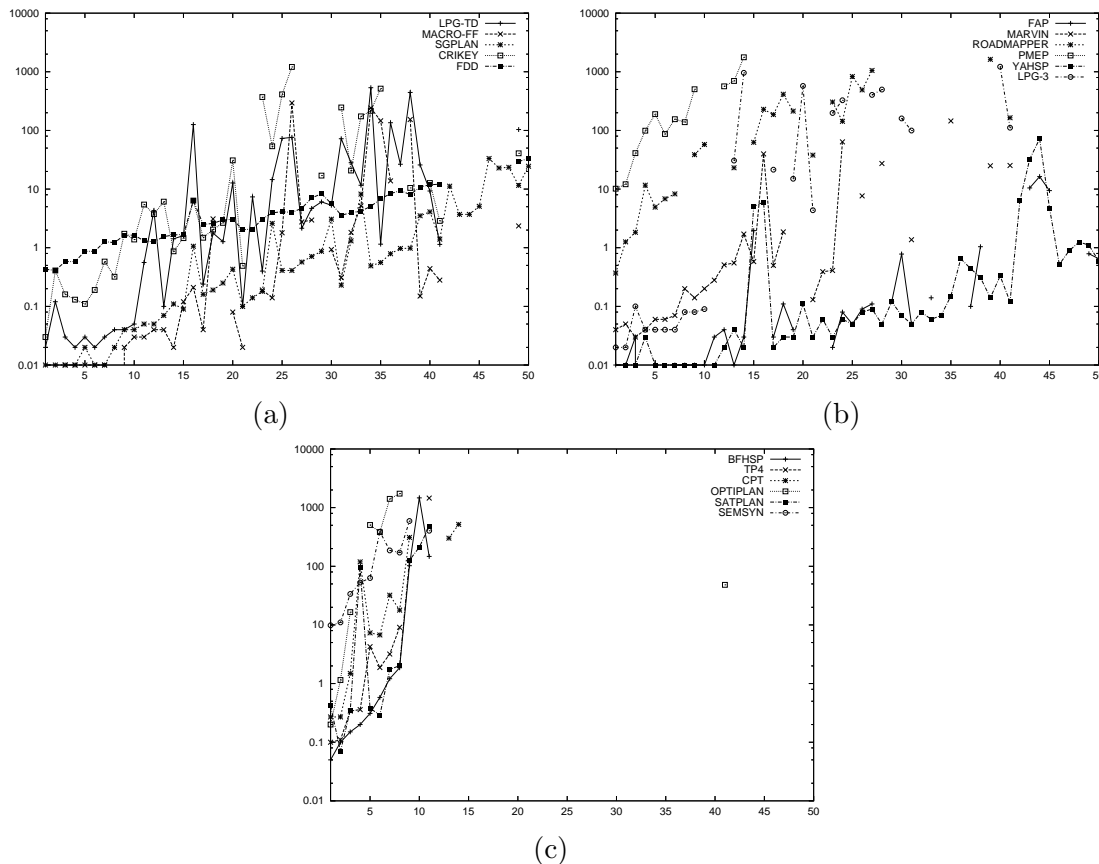 10000
1000
100
10
1
0.1
0.01
5
10
15
20
25
30
35
40
45
50
LPG-TD
MACRO-FF
SGPLAN
CRIKEY
FDD
(a)
10000
1000
100
10
1
0.1
0.01
5
10
15
20
25
30
35
40
45
50
FAP
MARVIN
ROADMAPPER
PMEP
YAHSP
LPG-3
(b)
10000
1000
100
10
1
0.1
0.01
5
10
15
20
25
30
35
40
45
50
BFHSP
TP4
CPT
OPTIPLAN
SATPLAN
SEMSYN
(c)